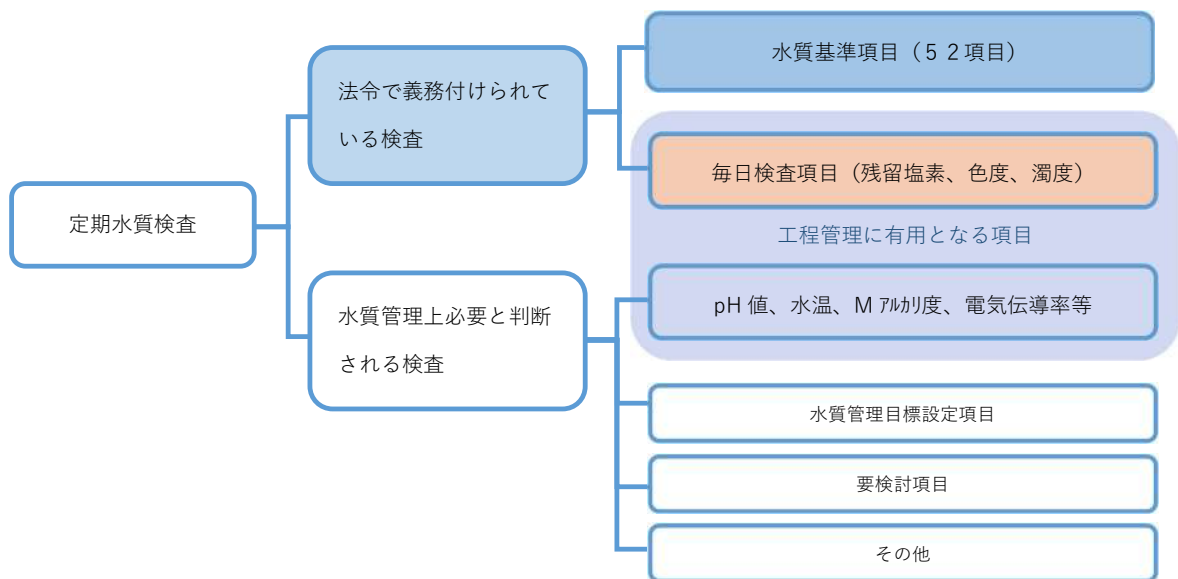 定期水質検査
法令で義務付けられて
いる検査
水質管理上必要と判断
される検査
水質基準項目（５２項目）
毎日検査項目（残留塩素、色度、濁度）
工程管理に有用となる項目
pH 値、水温、M ｱﾙｶﾘ度、電気伝導率等
水質管理目標設定項目
要検討項目
その他